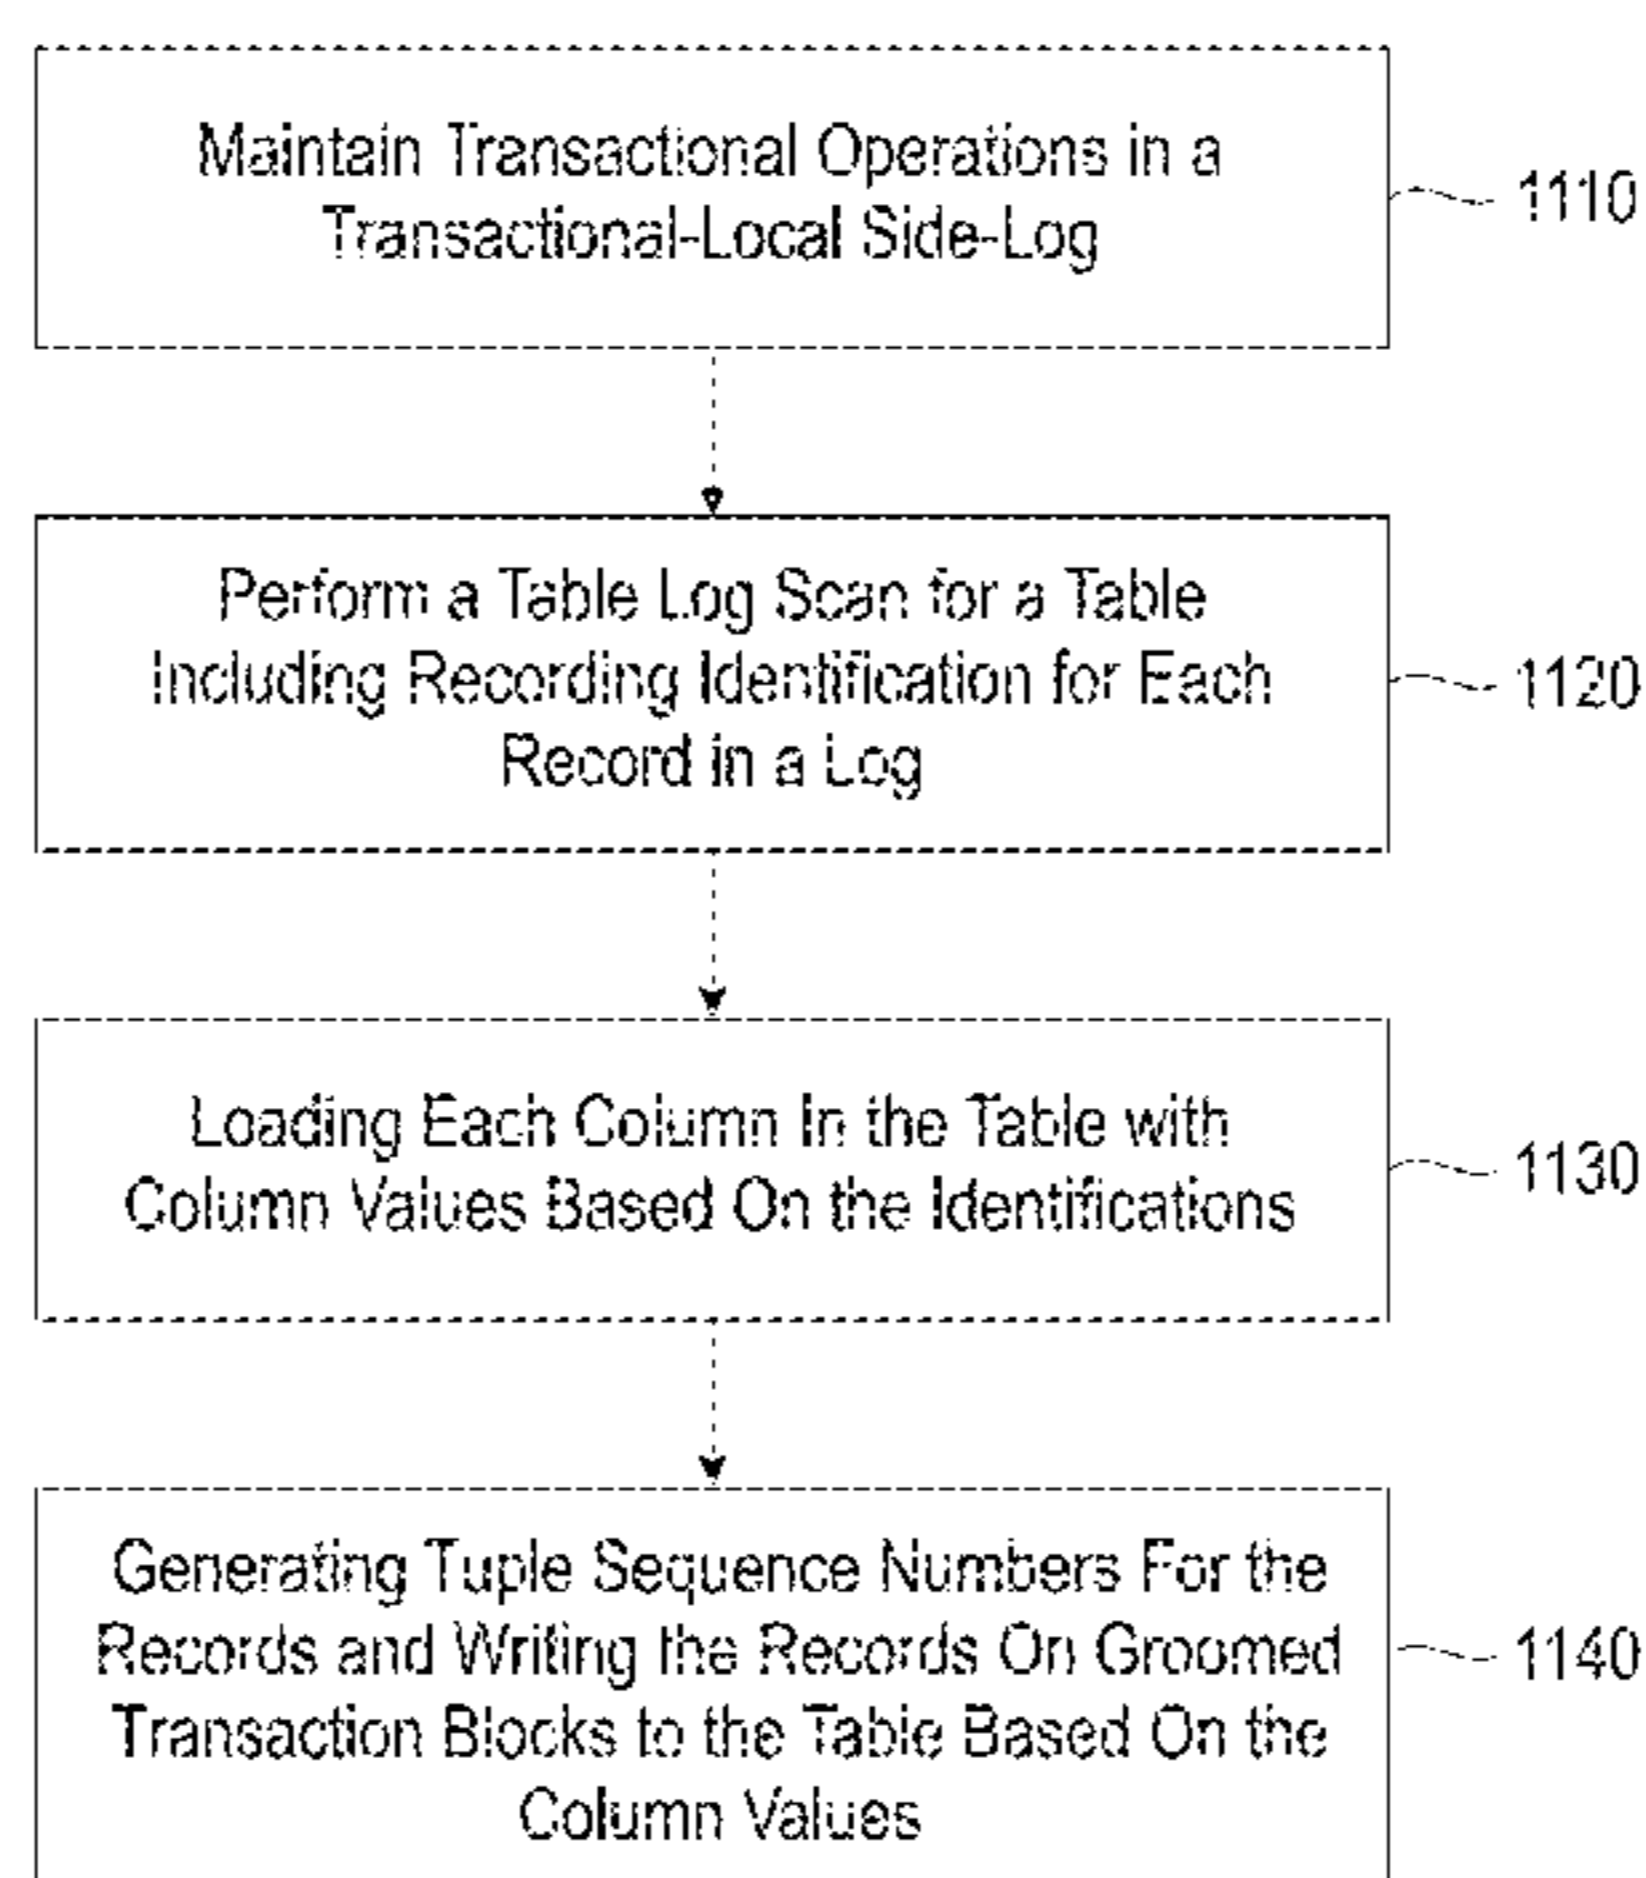 Maintain Transactional Operations in a
Transactional-Local Side-Log
1110
Perform a Table Log Scan for a Table
Including Recording Identification for Each
Record in a Log
1120
Loading Each Column In the Table with
Column Values Based On the Identifications
1130
Generating Tuple Sequence Numbers For the
Records and Writing the Records On Groomed
Transaction Blocks to the Table Based On the
Column Values
1140